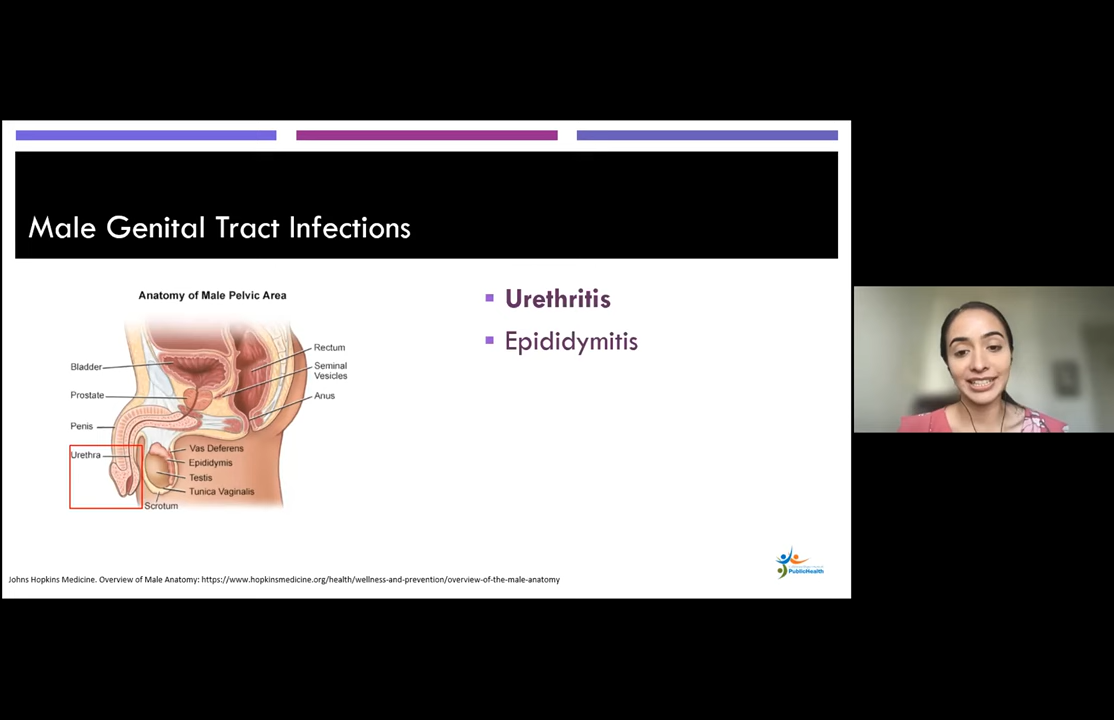 Male Genital Tract Infections
Anatomy of Male Pelvic Area
Bladder
Prostate
Penis
Urethra
Rectum
Seminal
Vesicles
Anus
Vas Deferens
Epididymis
Testis
Tunica Vaginalis
Scrotum
Urethritis
Epididymitis
Johns Hopkins Medicine. Overview of Male Anatomy: https://www.hopkinsmedicine.org/health/wellness-and-prevention/overview-of-the-male-anatomy
PublicHealth